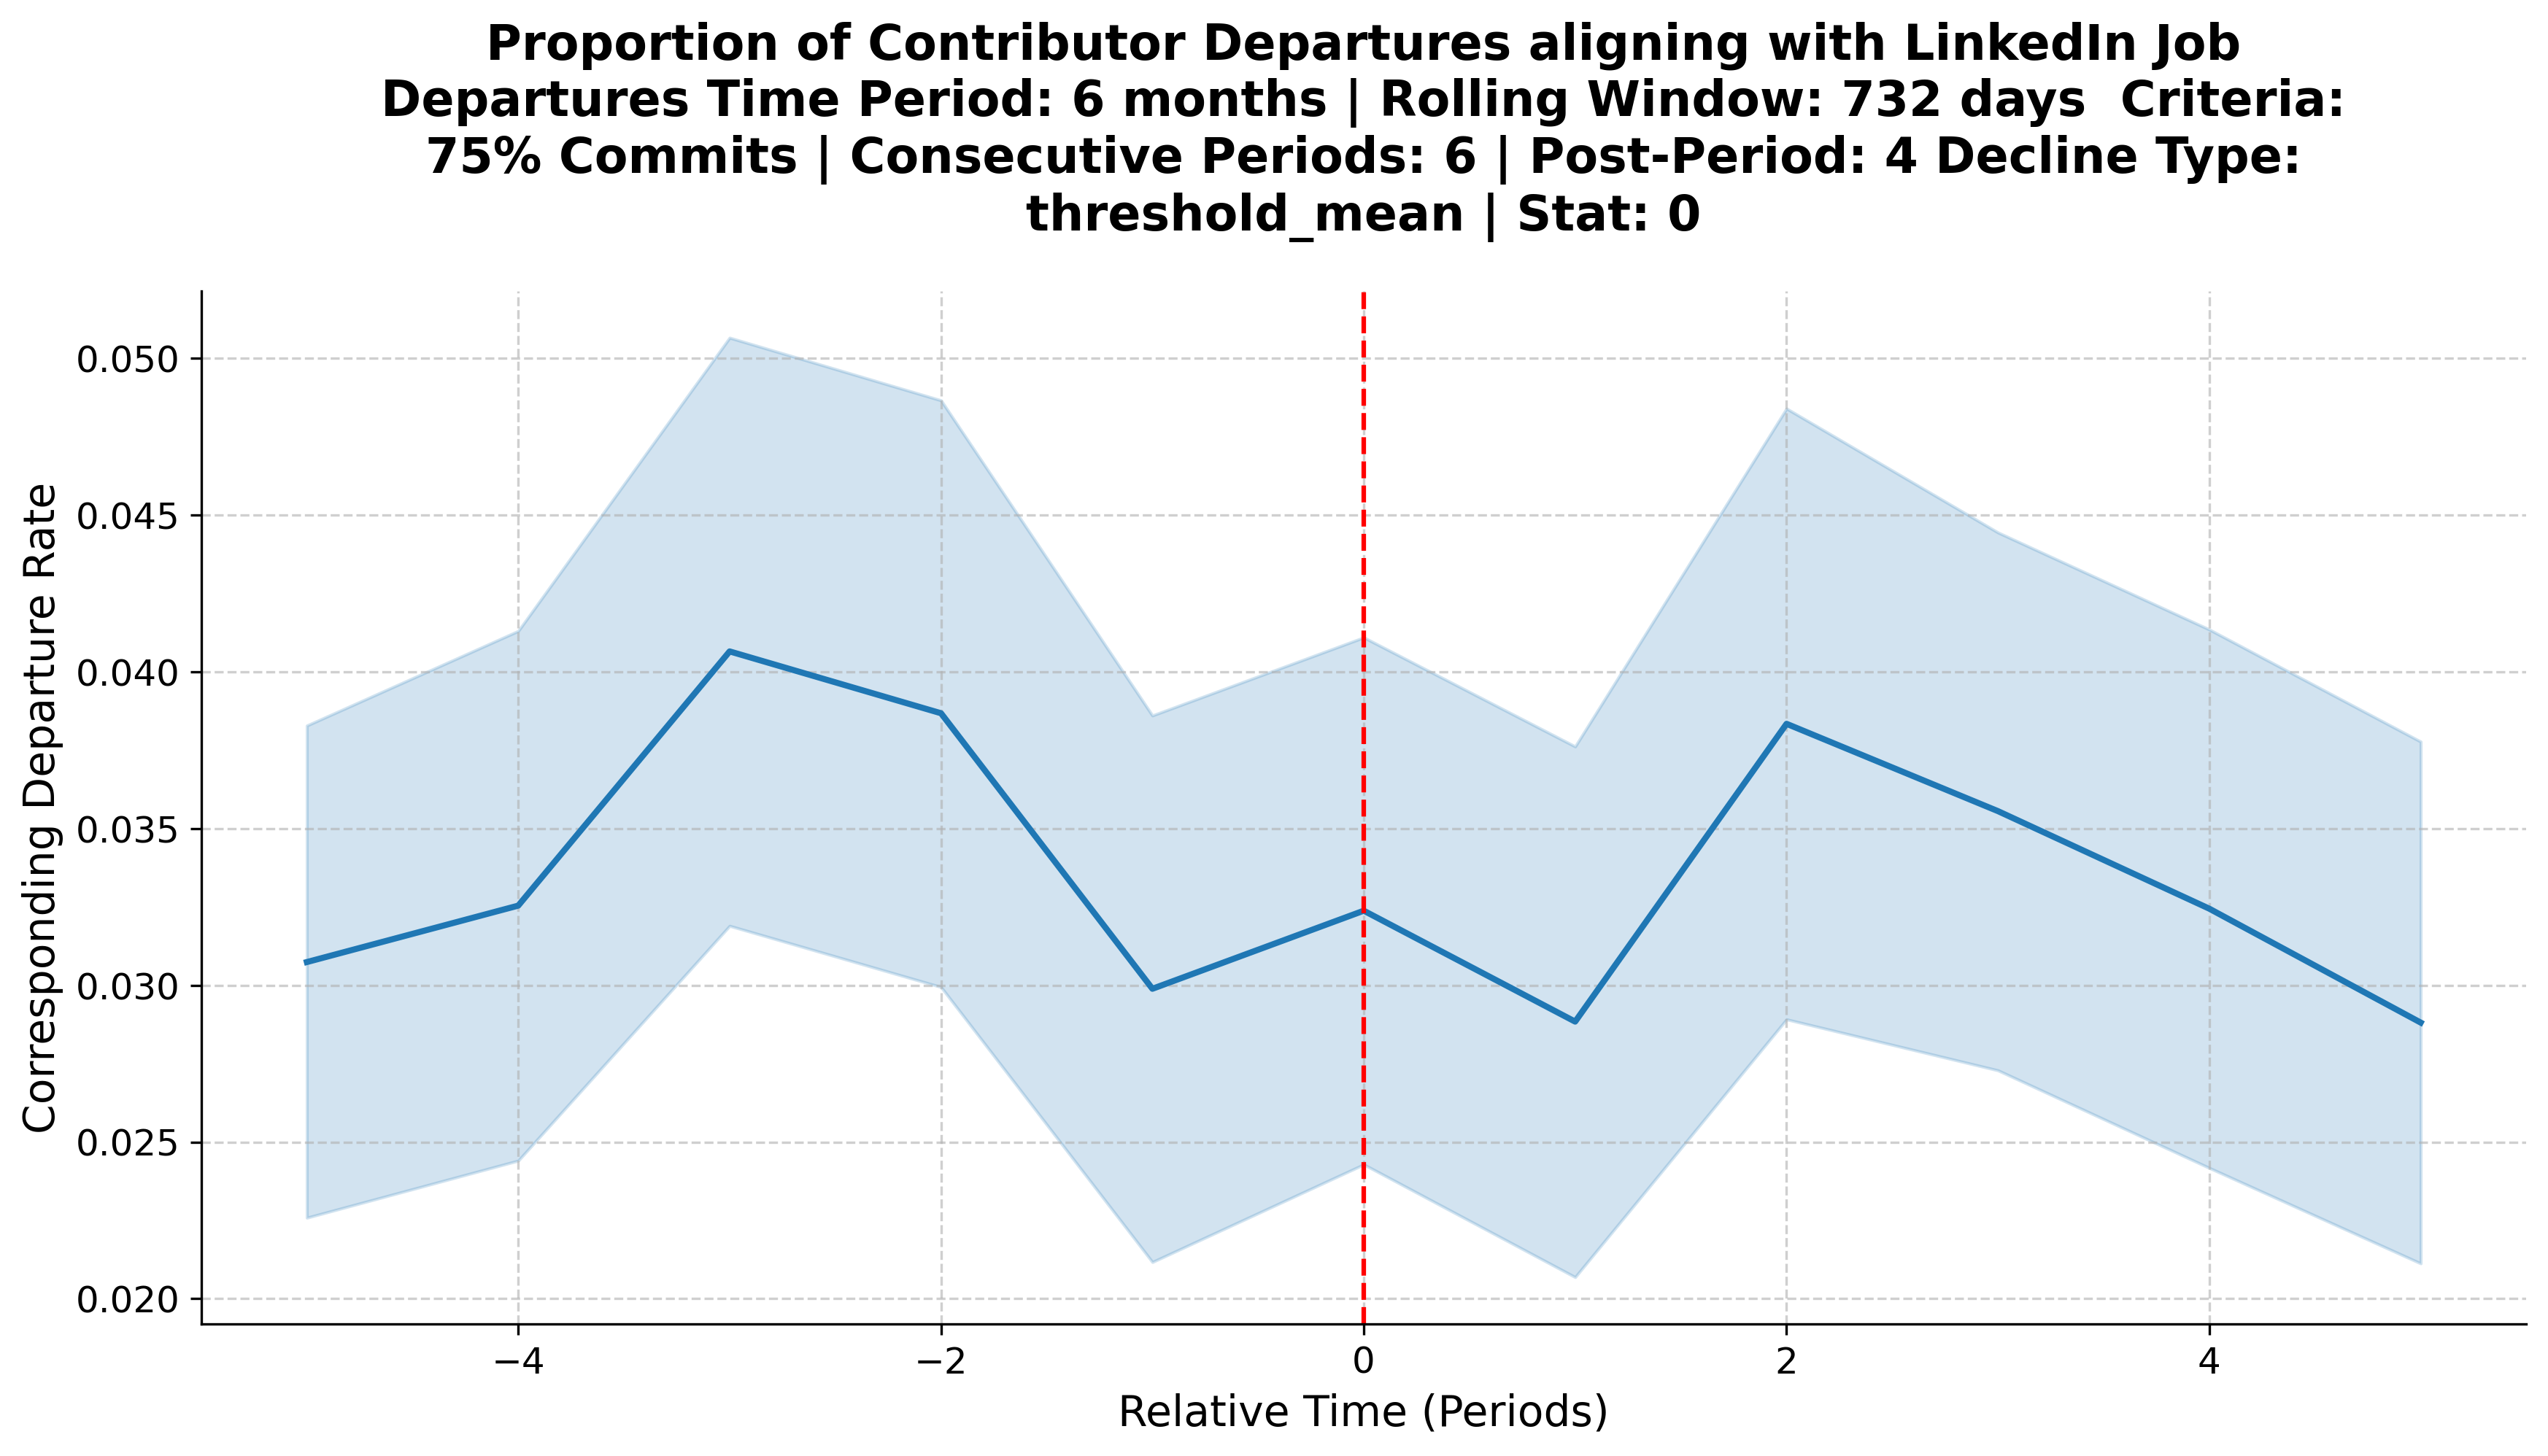 Proportion of Contributor Departures aligning with LinkedIn Job
Departures Time Period: 6 months | Rolling Window: 732 days  Criteria:
75% Commits | Consecutive Periods: 6 | Post-Period: 4 Decline Type:
threshold_mean | Stat: 0
Corresponding Departure Rate
0.050
0.045
0.040
0.035
0.030
0.025
0.020
−4
−2
0
2
4
Relative Time (Periods)